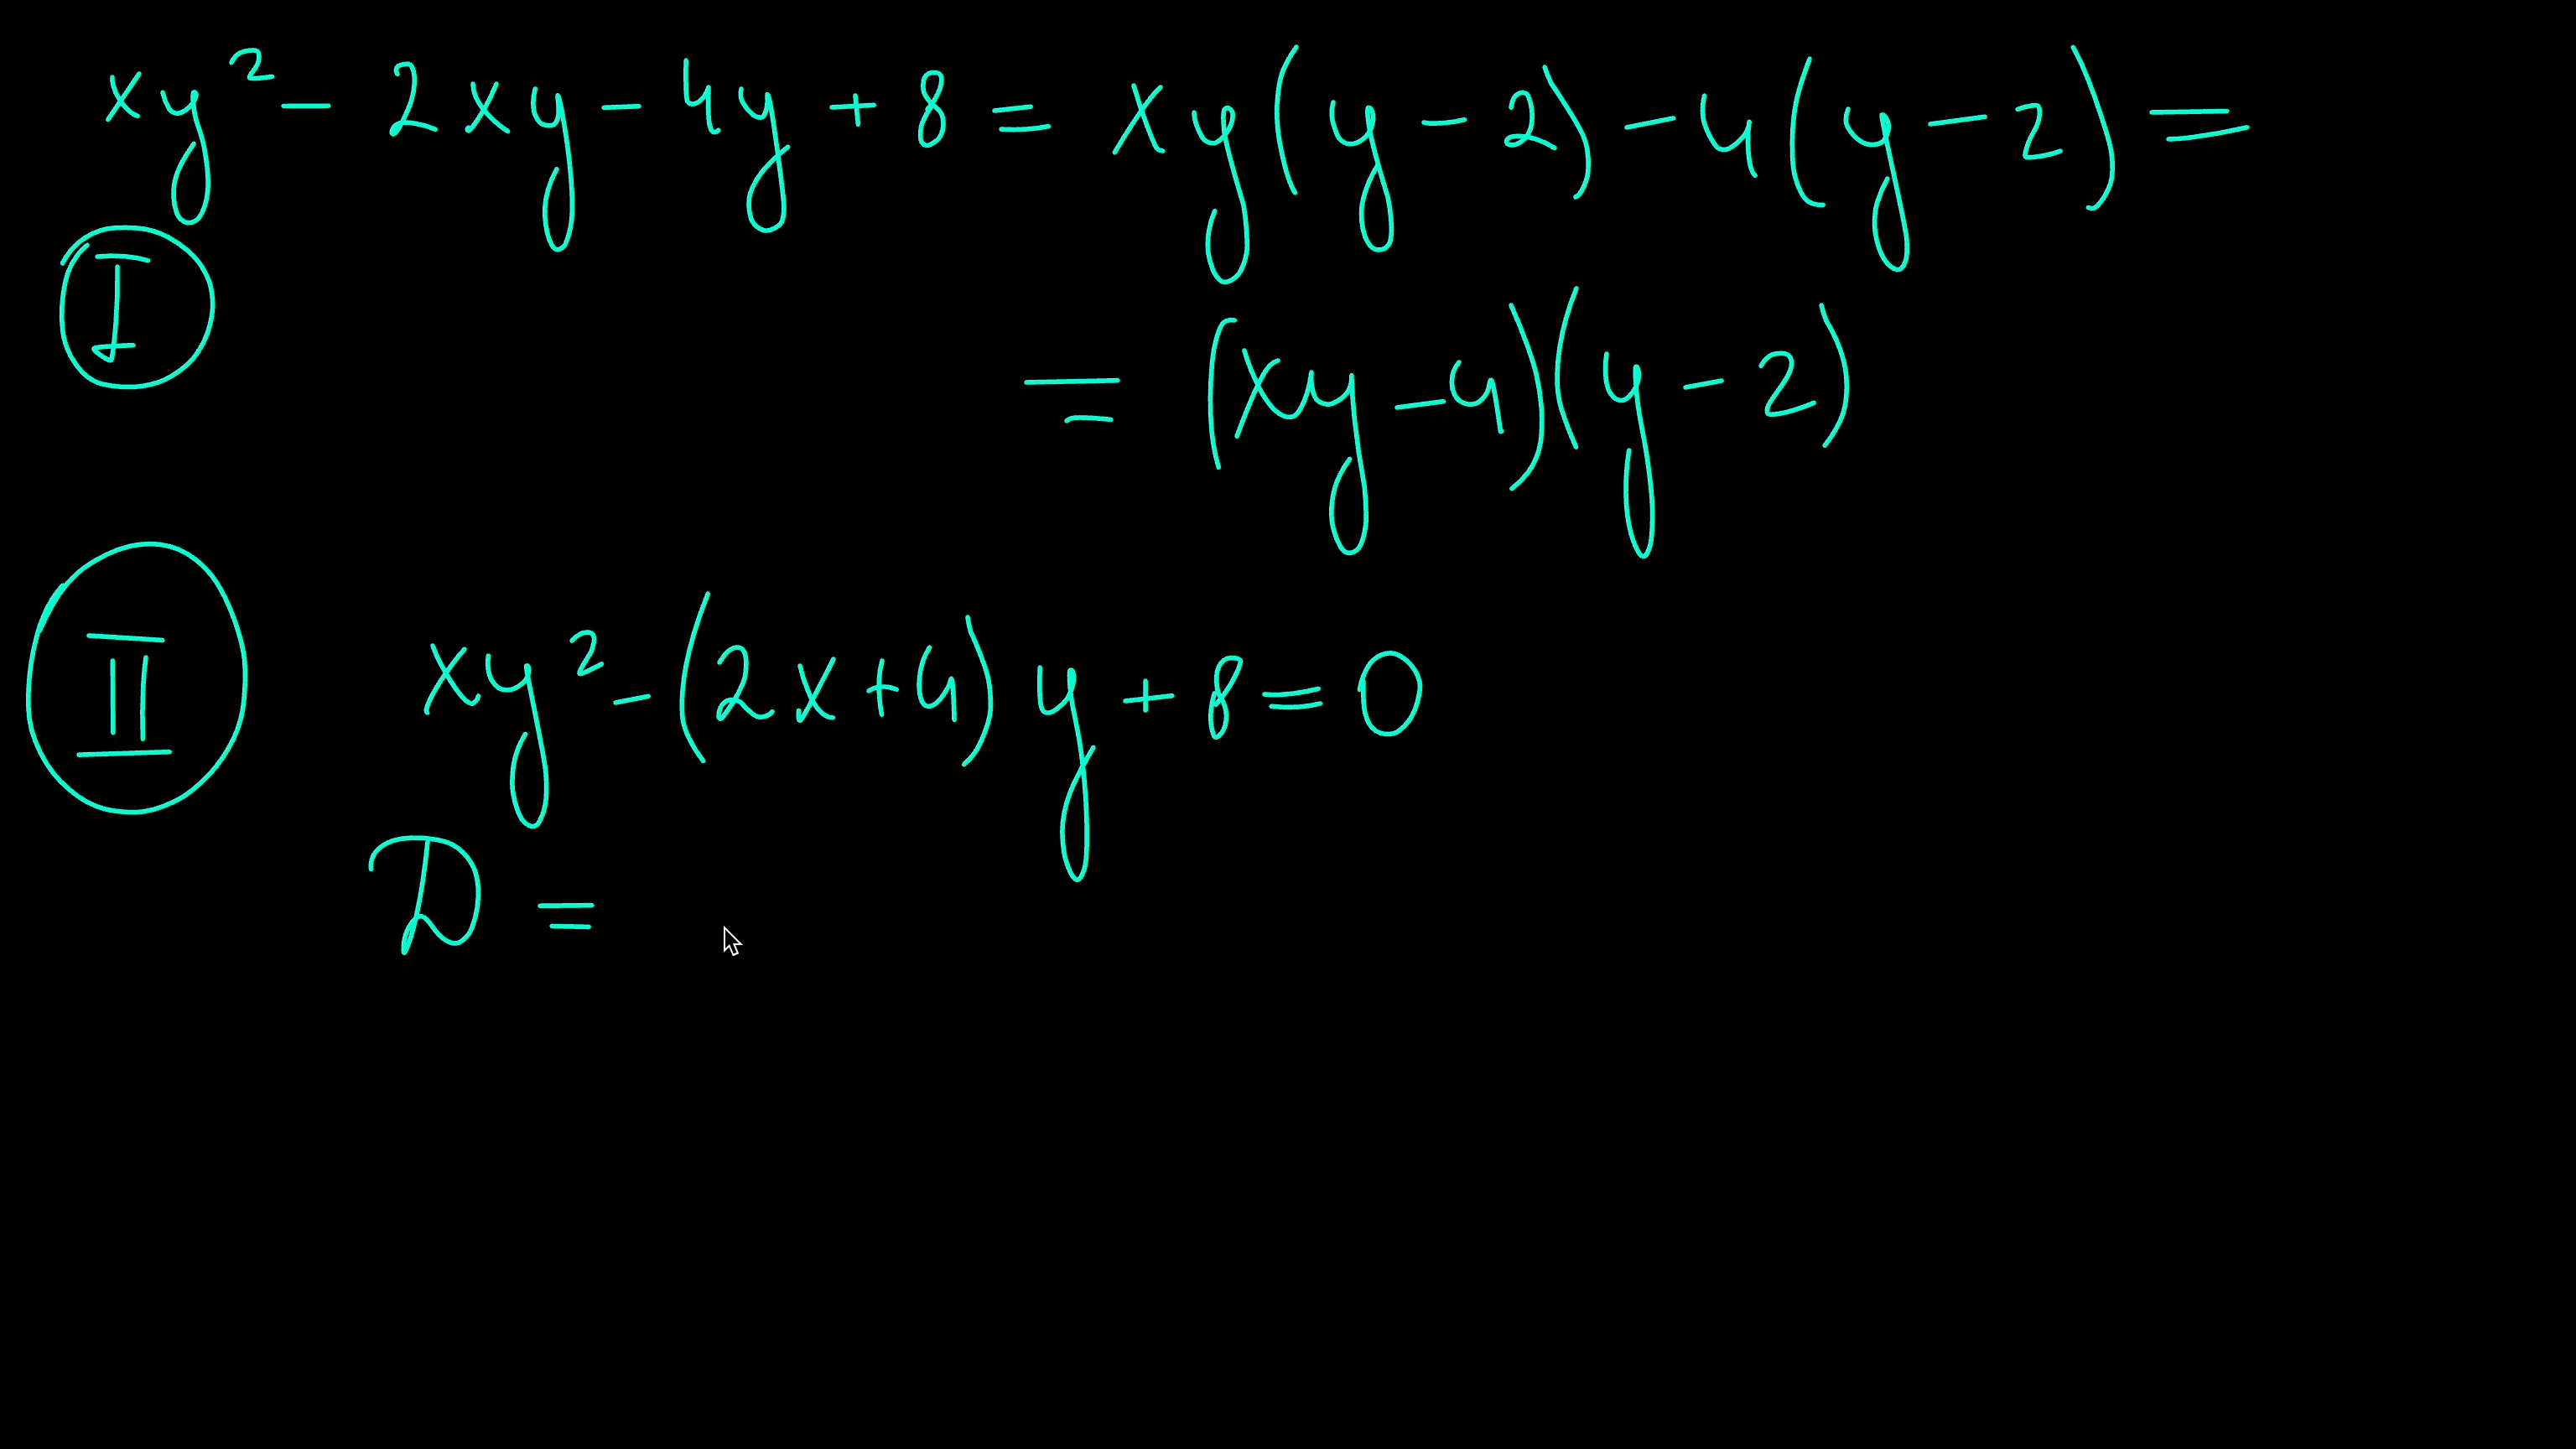 xy² - 2xy - 4y + 8 = xy(y - 2) - 4(y - 2) =
I
= (xy - 4)(y - 2)
II
xy² - (2x + 4) y + 8 = 0
D =